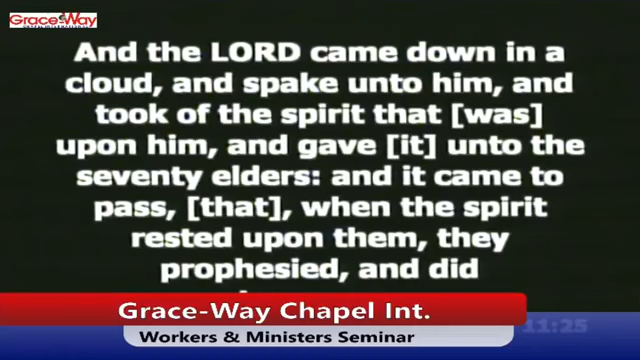 Grace-Way
And the LORD came down in a
cloud, and spake unto him, and
took of the spirit that [was]
upon him, and gave [it] unto the
seventy elders: and it came to
pass, [that], when the spirit
rested upon them, they
prophesied, and did
Grace-Way Chapel Int.
11:25
Workers & Ministers Seminar